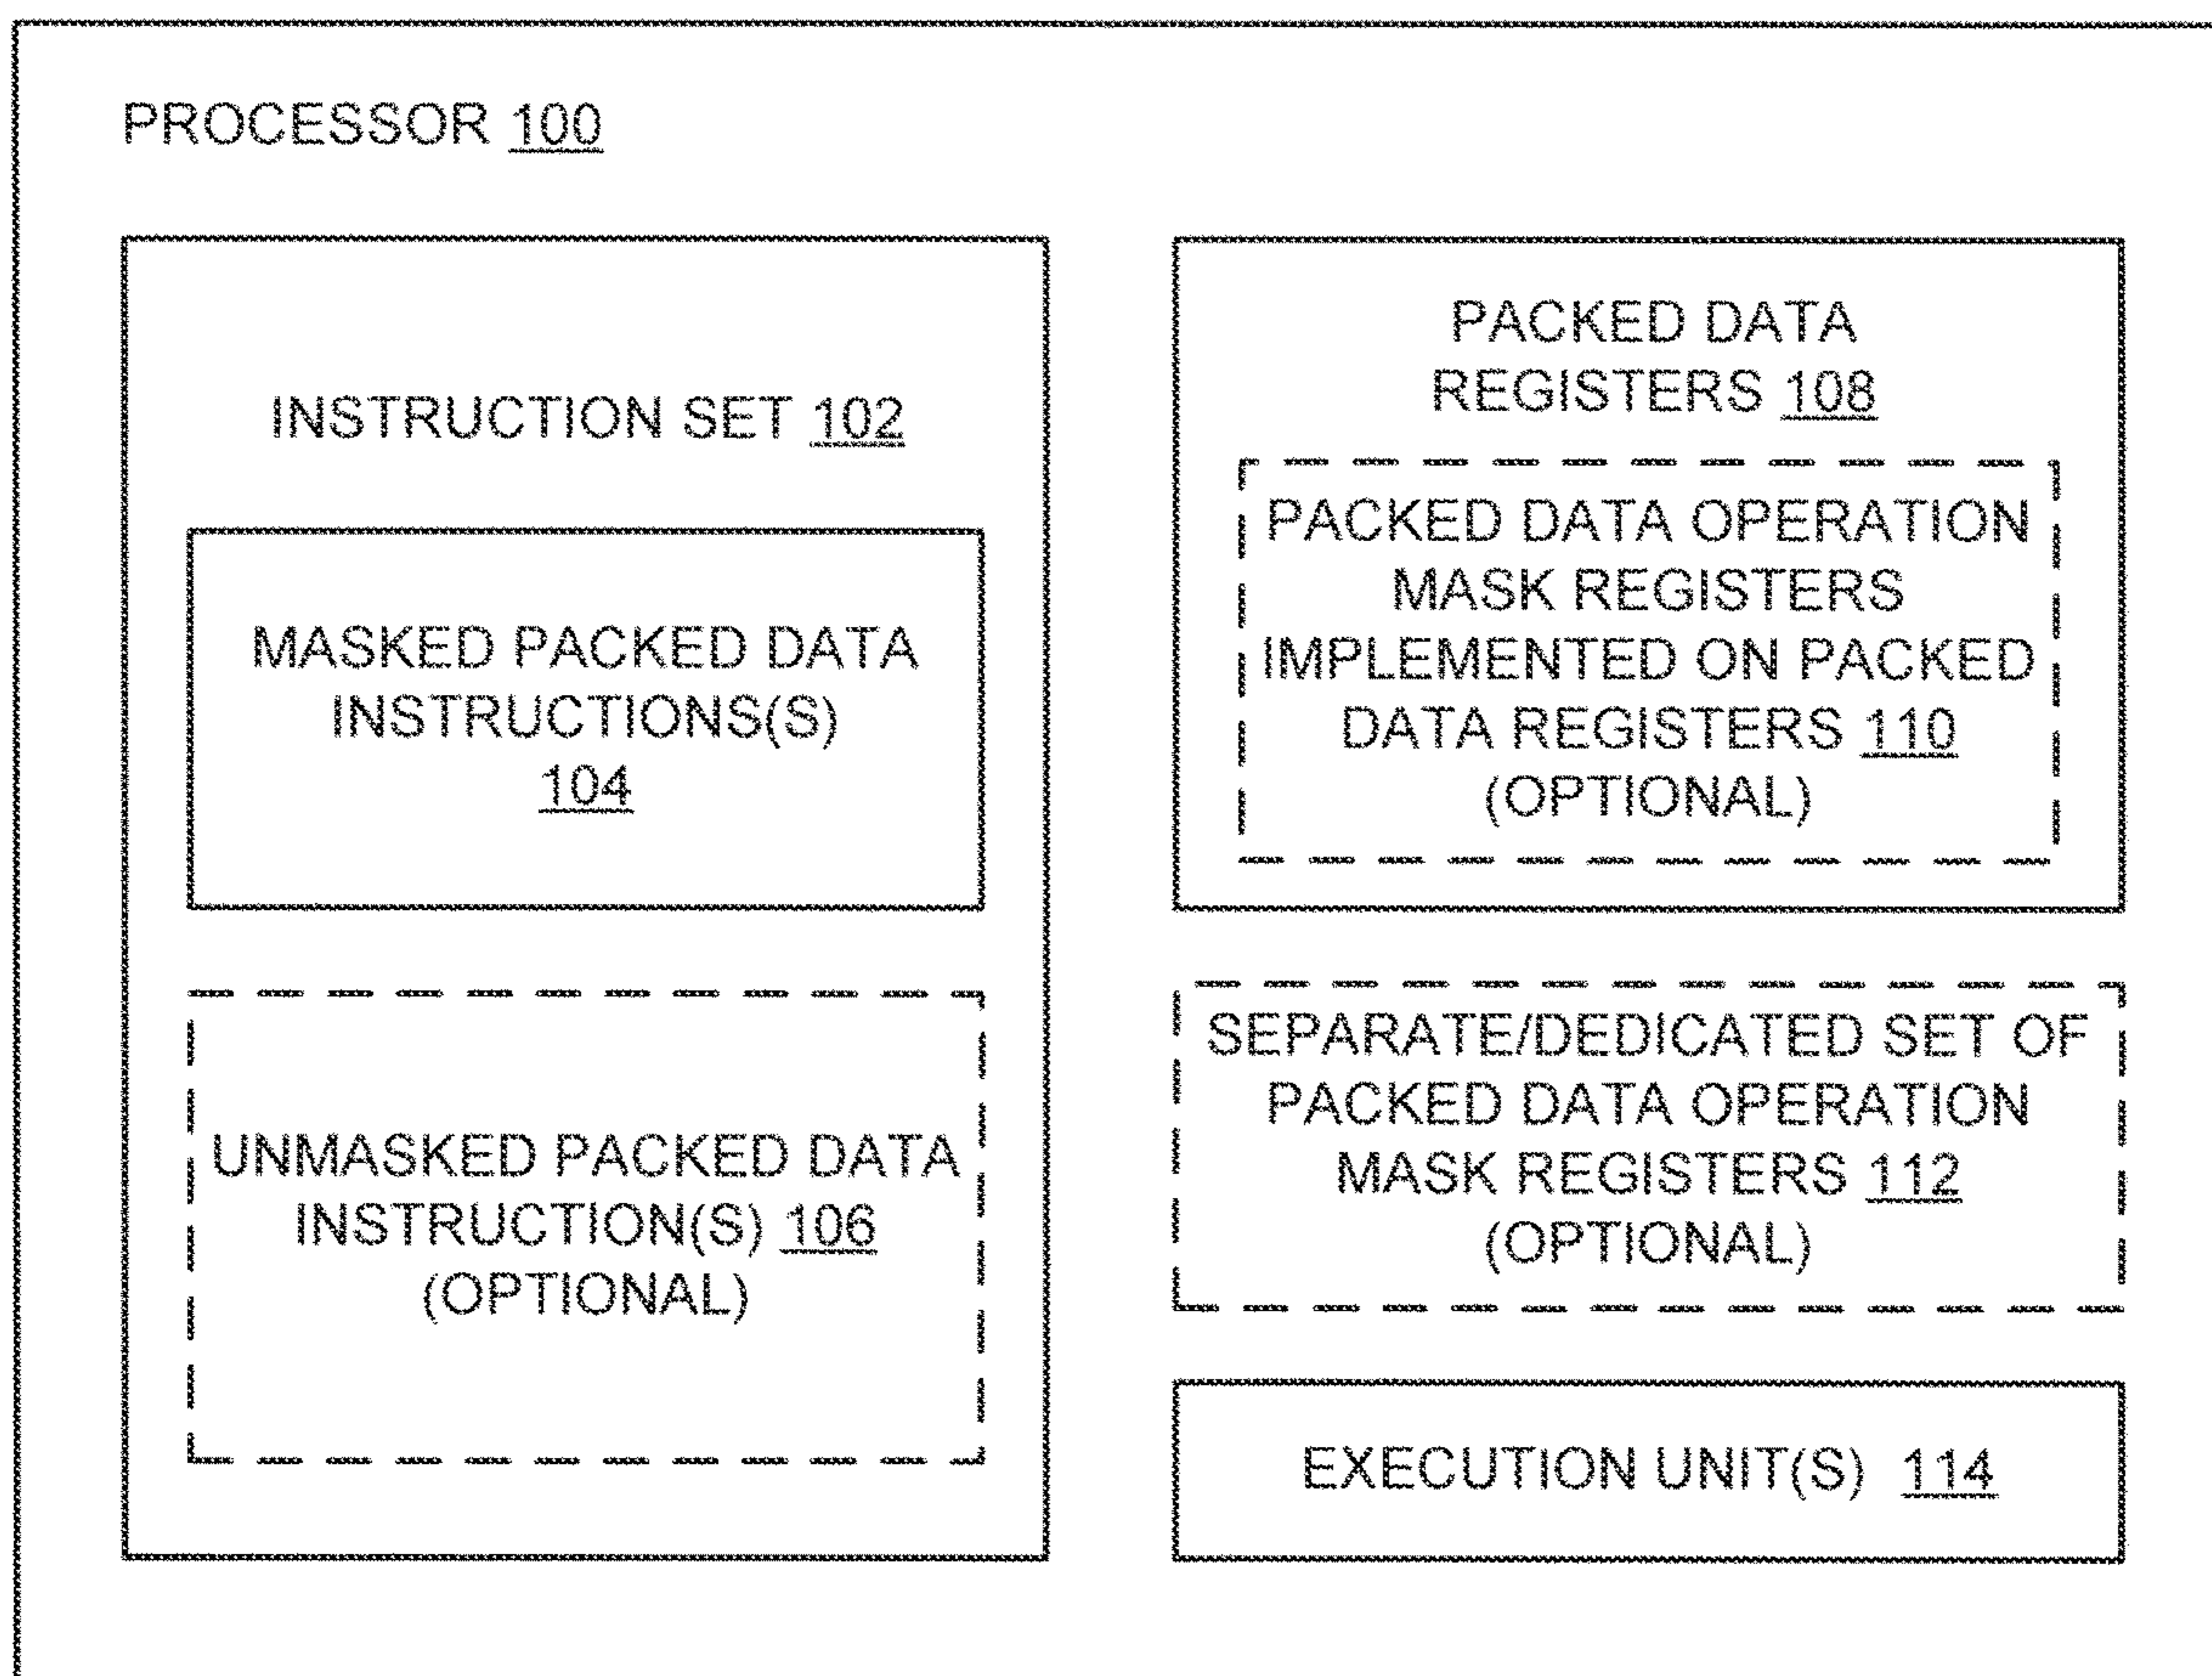 PROCESSOR 100
INSTRUCTION SET 102
MASKED PACKED DATA
INSTRUCTIONS(S)
104
UNMASKED PACKED DATA
INSTRUCTION(S) 106
(OPTIONAL)
PACKED DATA
REGISTERS 108
PACKED DATA OPERATION
MASK REGISTERS
IMPLEMENTED ON PACKED
DATA REGISTERS 110
(OPTIONAL)
SEPARATE/DEDICATED SET OF
PACKED DATA OPERATION
MASK REGISTERS 112
(OPTIONAL)
EXECUTION UNIT(S) 114